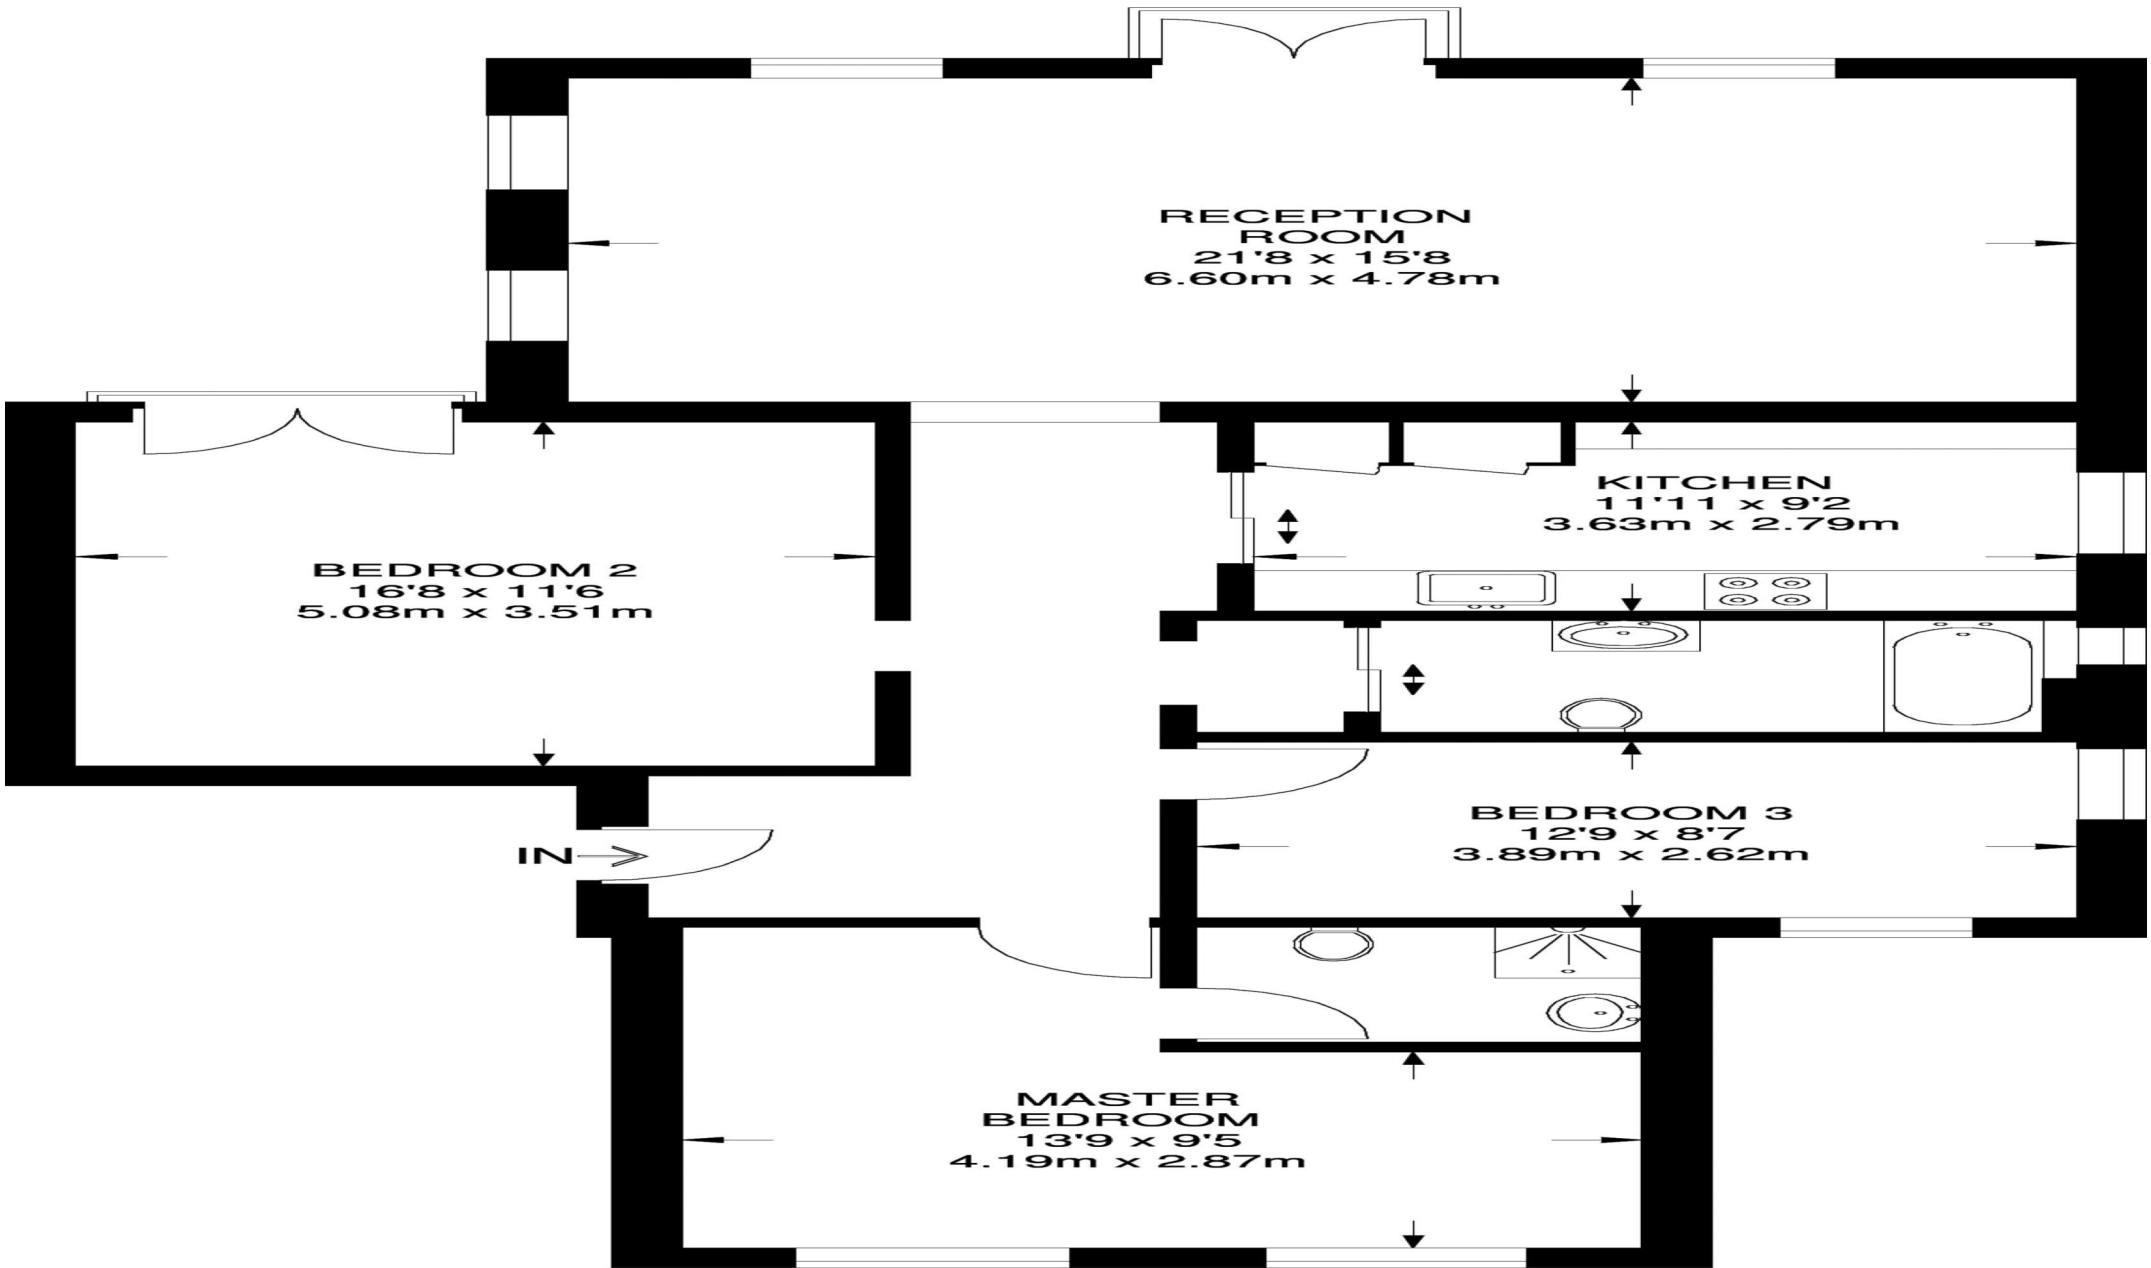 RECEPTION
ROOM
21'8 x 15'8
6.60m x 4.78m
KITCHEN
11'11 x 9'2
3.63m x 2.79m
BEDROOM 2
16'8 x 11'6
5.08m x 3.51m
BEDROOM 3
12'9 x 8'7
3.89m x 2.62m
IN
MASTER
BEDROOM
13'9 x 9'5
4.19m x 2.87m